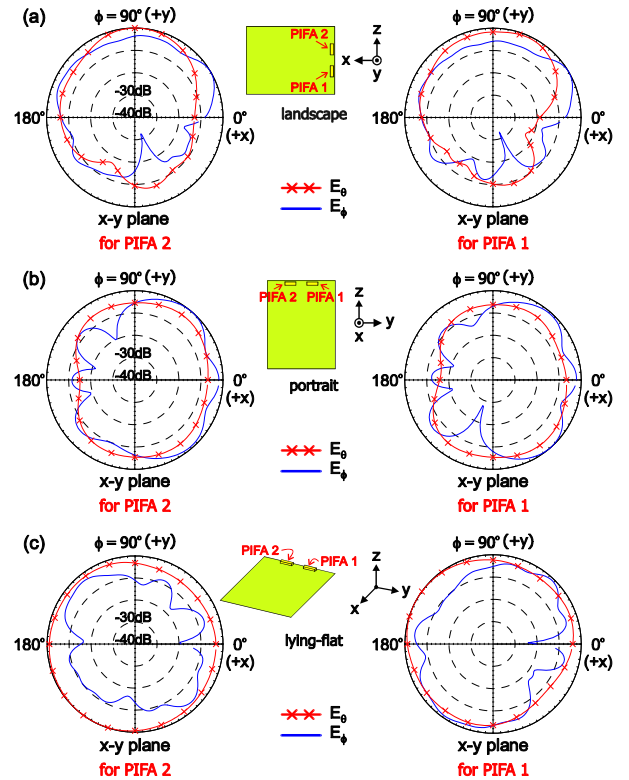 (a)
ϕ = 90° (+y)
-30dB
-40dB
180°
0°
(+x)
x-y plane
for PIFA 2
PIFA 2
PIFA 1
landscape
z
x
y
Eθ
Eϕ
ϕ = 90° (+y)
180°
0°
(+x)
x-y plane
for PIFA 1
(b)
ϕ = 90° (+y)
-30dB
-40dB
180°
0°
(+x)
x-y plane
for PIFA 2
PIFA 2 PIFA 1
portrait
z
y
x
Eθ
Eϕ
ϕ = 90° (+y)
180°
0°
(+x)
x-y plane
for PIFA 1
(c)
ϕ = 90° (+y)
-30dB
-40dB
180°
0°
(+x)
x-y plane
for PIFA 2
PIFA 2 PIFA 1
lying-flat
z
y
x
Eθ
Eϕ
ϕ = 90° (+y)
180°
0°
(+x)
x-y plane
for PIFA 1